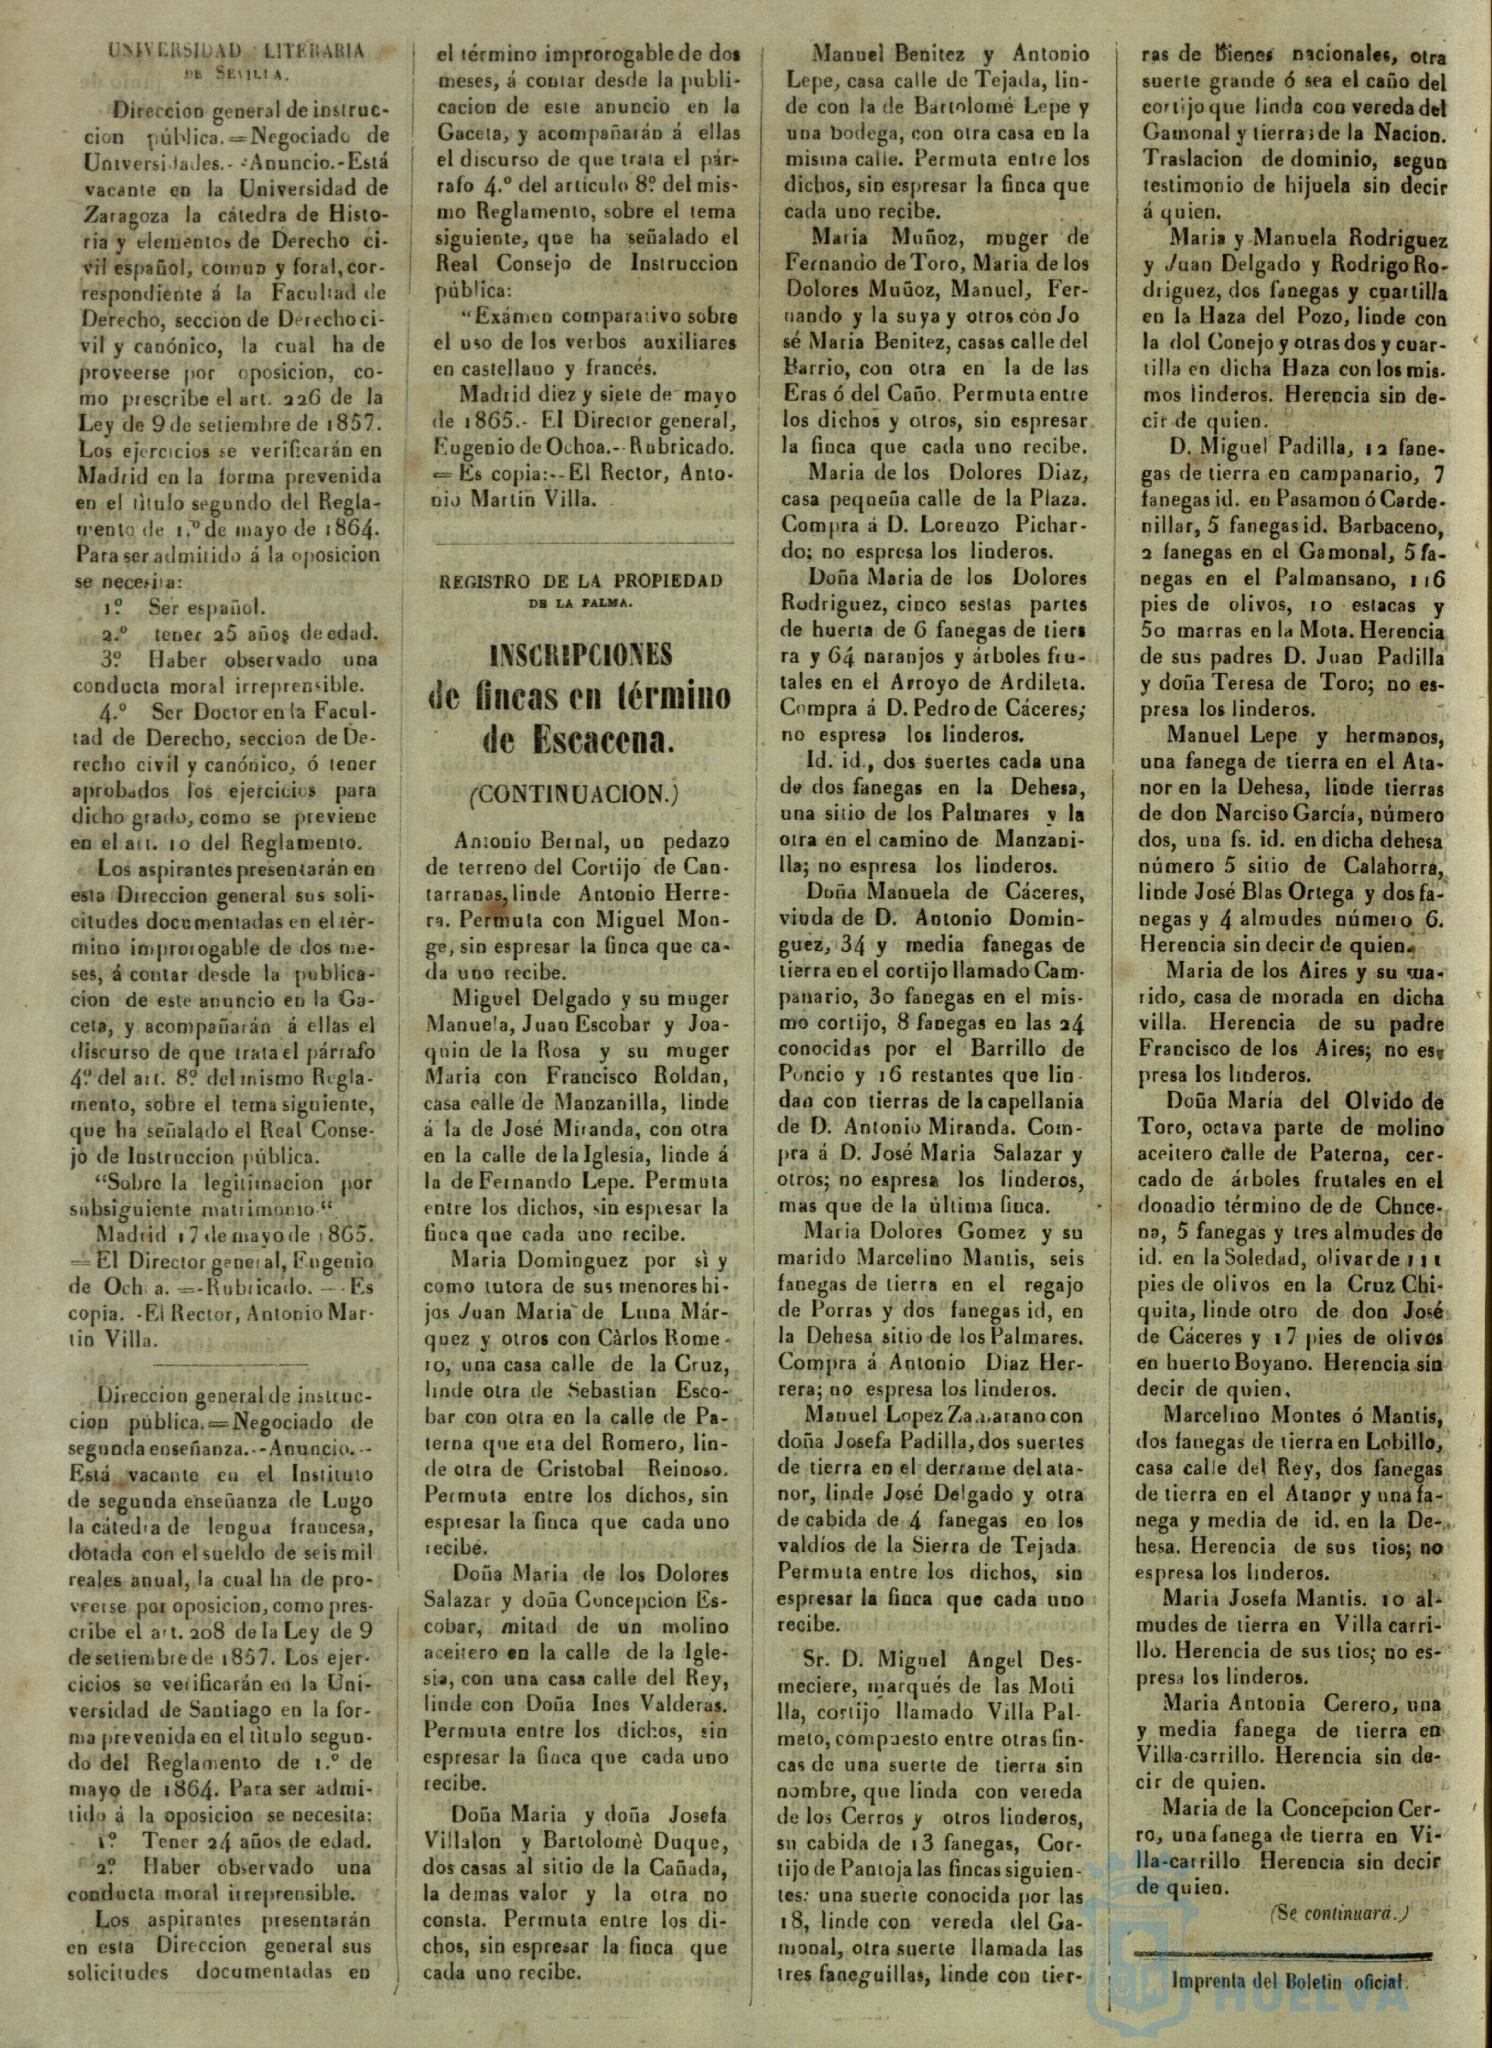 UNIVERSIDAD LITERARIA
DE SEVILLA.
Direccion general de instruc-
cion pública.=Negociado de
Universidades.--Anuncio.-Está
vacante en la Universidad de
Zaragoza la cátedra de Histo-
ria y elementos de Derecho ci-
vil español, comun y foral, cor-
respondiente á la Facultad de
Derecho, seccion de Derecho ci-
vil y canónico, la cual ha de
proveerse por oposicion, co-
mo prescribe el art. 226 de la
Ley de 9 de setiembre de 1857.
Los ejercicios se verificarán en
Madrid en la forma prevenida
en el titulo segundo del Regla-
mento de 1.º de mayo de 1864.
Para ser admitido á la oposicion
se necesita:
1º Ser español.
2.º tener 25 años de edad.
3º Haber observado una
conducta moral irreprensible.
4.º Ser Doctor en la Facul-
tad de Derecho, seccion de De-
recho civil y canónico, ó tener
aprobados los ejercicios para
dicho grado, como se previene
en el art. 10 del Reglamento.
Los aspirantes presentarán en
esta Direccion general sus soli-
citudes documentadas en el tér-
mino improrogable de dos me-
ses, á contar desde la publica-
cion de este anuncio en la Ga-
ceta, y acompañarán á ellas el
discurso de que trata el párrafo
4º del art. 8º del mismo Regla-
mento, sobre el tema siguiente,
que ha señalado el Real Conse-
jo de Instruccion pública.
“Sobre la legitimacion por
subsiguiente matrimonio.“
Madrid 17 de mayo de 1865.
=El Director general, Eugenio
de Och a.=-Rubricado.--Es
copia.-El Rector, Antonio Mar-
tin Villa.
Direccion general de instruc-
cion pública.=Negociado de
segunda enseñanza.--Anuncio.--
Está vacante en el Instituto
de segunda enseñanza de Lugo
la cátedra de lengua francesa,
dotada con el sueldo de seis mil
reales anual, la cual ha de pro-
veerse por oposicion, como pres-
cribe el art. 208 de la Ley de 9
de setiembre de 1857. Los ejer-
cicios se verificarán en la Uni-
versidad de Santiago en la for-
ma prevenida en el titulo segun-
do del Reglamento de 1.º de
mayo de 1864. Para ser admi-
tido á la oposicion se necesita:
1º Tener 24 años de edad.
2º Haber observado una
conducta moral irreprensible.
Los aspirantes presentarán
en esta Direccion general sus
solicitudes documentadas en
el término improrogable de dos
meses, á contar desde la publi-
cacion de este anuncio en la
Gaceta, y acompañarán á ellas
el discurso de que trata el pár-
rafo 4.º del articulo 8º del mis-
mo Reglamento, sobre el tema
siguiente, que ha señalado el
Real Consejo de Instruccion
pública:
“Exámen comparativo sobre
el uso de los verbos auxiliares
en castellano y francés.
Madrid diez y siete de mayo
de 1865.- El Director general,
Eugenio de Ochoa.--Rubricado.
=Es copia:--El Rector, Anto-
nio Martin Villa.
REGISTRO DE LA PROPIEDAD
DE LA PALMA.
INSCRIPCIONES
de fincas en término
de Escacena.
(CONTINUACION.)
Antonio Bernal, un pedazo
de terreno del Cortijo de Can-
tarranas, linde Antonio Herre-
ra. Permuta con Miguel Mon-
ge, sin espresar la finca que ca-
da uno recibe.
Miguel Delgado y su muger
Manuela, Juan Escobar y Joa-
quin de la Rosa y su muger
Maria con Francisco Roldan,
casa calle de Manzanilla, linde
á la de José Miranda, con otra
en la calle de la Iglesia, linde á
la de Fernando Lepe. Permuta
entre los dichos, sin espresar la
finca que cada uno recibe.
Maria Dominguez por sì y
como tutora de sus menores hi-
jos Juan Maria de Luna Már-
quez y otros con Càrlos Rome-
ro, una casa calle de la Cruz,
linde otra de Sebastian Esco-
bar con otra en la calle de Pa-
terna que era del Romero, lin-
de otra de Cristobal Reinoso.
Permuta entre los dichos, sin
espresar la finca que cada uno
recibe.
Doña Maria de los Dolores
Salazar y doña Concepcion Es-
cobar, mitad de un molino
aceitero en la calle de la Igle-
sia, con una casa calle del Rey,
linde con Doña Ines Valderas.
Permuta entre los dichos, sin
espresar la finca que cada uno
recibe.
Doña Maria y doña Josefa
Villalon y Bartolomè Duque,
dos casas al sitio de la Cañada,
la demas valor y la otra no
consta. Permuta entre los di-
chos, sin espresar la finca que
cada uno recibe.
Manuel Benitez y Antonio
Lepe, casa calle de Tejada, lin-
de con la de Bartolomé Lepe y
una bodega, con otra casa en la
misma calle. Permuta entre los
dichos, sin espresar la finca que
cada uno recibe.
Maria Muñoz, muger de
Fernando de Toro, Maria de los
Dolores Muñoz, Manuel, Fer-
nando y la suya y otros con Jo
sé Maria Benitez, casas calle del
Barrio, con otra en la de las
Eras ó del Caño. Permuta entre
los dichos y otros, sin espresar
la finca que cada uno recibe.
Maria de los Dolores Diaz,
casa pequeña calle de la Plaza.
Compra á D. Lorenzo Pichar-
do; no espresa los linderos.
Doña Maria de los Dolores
Rodriguez, cinco sestas partes
de huerta de 6 fanegas de tier
ra y 64 naranjos y árboles fru-
tales en el Arroyo de Ardileta.
Compra á D. Pedro de Cáceres;
no espresa los linderos.
Id. id., dos suertes cada una
de dos fanegas en la Dehesa,
una sitio de los Palmares y la
otra en el camino de Manzani-
lla; no espresa los linderos.
Doña Manuela de Cáceres,
viuda de D. Antonio Domin-
guez, 34 y media fanegas de
tierra en el cortijo llamado Cam-
panario, 30 fanegas en el mis-
mo cortijo, 8 fanegas en las 24
conocidas por el Barrillo de
Poncio y 16 restantes que lin-
dan con tierras de la capellania
de D. Antonio Miranda. Com-
pra á D. José Maria Salazar y
otros; no espresa los linderos,
mas que de la última finca.
Maria Dolores Gomez y su
marido Marcelino Mantis, seis
fanegas de tierra en el regajo
de Porras y dos fanegas id, en
la Dehesa sitio de los Palmares.
Compra á Antonio Diaz Her-
rera; no espresa los linderos.
Manuel Lopez Zamarano con
doña Josefa Padilla, dos suertes
de tierra en el derrame del ata-
nor, linde José Delgado y otra
de cabida de 4 fanegas en los
valdíos de la Sierra de Tejada.
Permuta entre los dichos, sin
espresar la finca que cada uno
recibe.
Sr. D. Miguel Angel Des-
meciere, marqués de las Moti
lla, cortijo llamado Villa Pal-
meto, compuesto entre otras fin-
cas de una suerte de tierra sin
nombre, que linda con vereda
de los Cerros y otros linderos,
su cabida de 13 fanegas, Cor-
tijo de Pantoja las fincas siguien-
tes: una suerte conocida por las
18, linde con vereda del Ga-
monal, otra suerte llamada las
tres faneguillas, linde con tier-
ras de Bienes nacionales, otra
suerte grande ó sea el caño del
cortijo que linda con vereda del
Gamonal y tierras de la Nacion.
Traslacion de dominio, segun
testimonio de hijuela sin decir
á quien.
Maria y Manuela Rodriguez
y Juan Delgado y Rodrigo Ro-
driguez, dos fanegas y cuartilla
en la Haza del Pozo, linde con
la dol Conejo y otras dos y cuar-
tilla en dicha Haza con los mis-
mos linderos. Herencia sin de-
cir de quien.
D. Miguel Padilla, 12 fane-
gas de tierra en campanario, 7
fanegas id. en Pasamon ó Carde-
nillar, 5 fanegas id. Barbaceno,
2 fanegas en el Gamonal, 5 fa-
negas en el Palmansano, 116
pies de olivos, 10 estacas y
50 marras en la Mota. Herencia
de sus padres D. Juan Padilla
y doña Teresa de Toro; no es-
presa los linderos.
Manuel Lepe y hermanos,
una fanega de tierra en el Ata-
nor en la Dehesa, linde tierras
de don Narciso García, número
dos, una fs. id. en dicha dehesa
número 5 sitio de Calahorra,
linde José Blas Ortega y dos fa-
negas y 4 almudes número 6.
Herencia sin decir de quien.
Maria de los Aires y su ma-
rido, casa de morada en dicha
villa. Herencia de su padre
Francisco de los Aires; no es-
presa los linderos.
Doña María del Olvido de
Toro, octava parte de molino
aceitero calle de Paterna, cer-
cado de árboles frutales en el
donadio término de de Chuce-
na, 5 fanegas y tres almudes de
id. en la Soledad, olivar de 111
pies de olivos en la Cruz Chi-
quita, linde otro de don José
de Cáceres y 17 pies de olivos
en huerto Boyano. Herencia sin
decir de quien.
Marcelino Montes ó Mantis,
dos fanegas de tierra en Lobillo,
casa calle del Rey, dos fanegas
de tierra en el Atanor y una fa-
nega y media de id. en la De-
hesa. Herencia de sus tios; no
espresa los linderos.
Maria Josefa Mantis. 10 al-
mudes de tierra en Villa carri-
llo. Herencia de sus tios; no es-
presa los linderos.
Maria Antonia Cerero, una
y media fanega de tierra en
Villa-carrillo. Herencia sin de-
cir de quien.
Maria de la Concepcion Cer-
ro, una fanega de tierra en Vi-
lla-carrillo. Herencia sin decir
de quien.
(Se continuará.)
Imprenta del Boletin oficial.
HUELVA